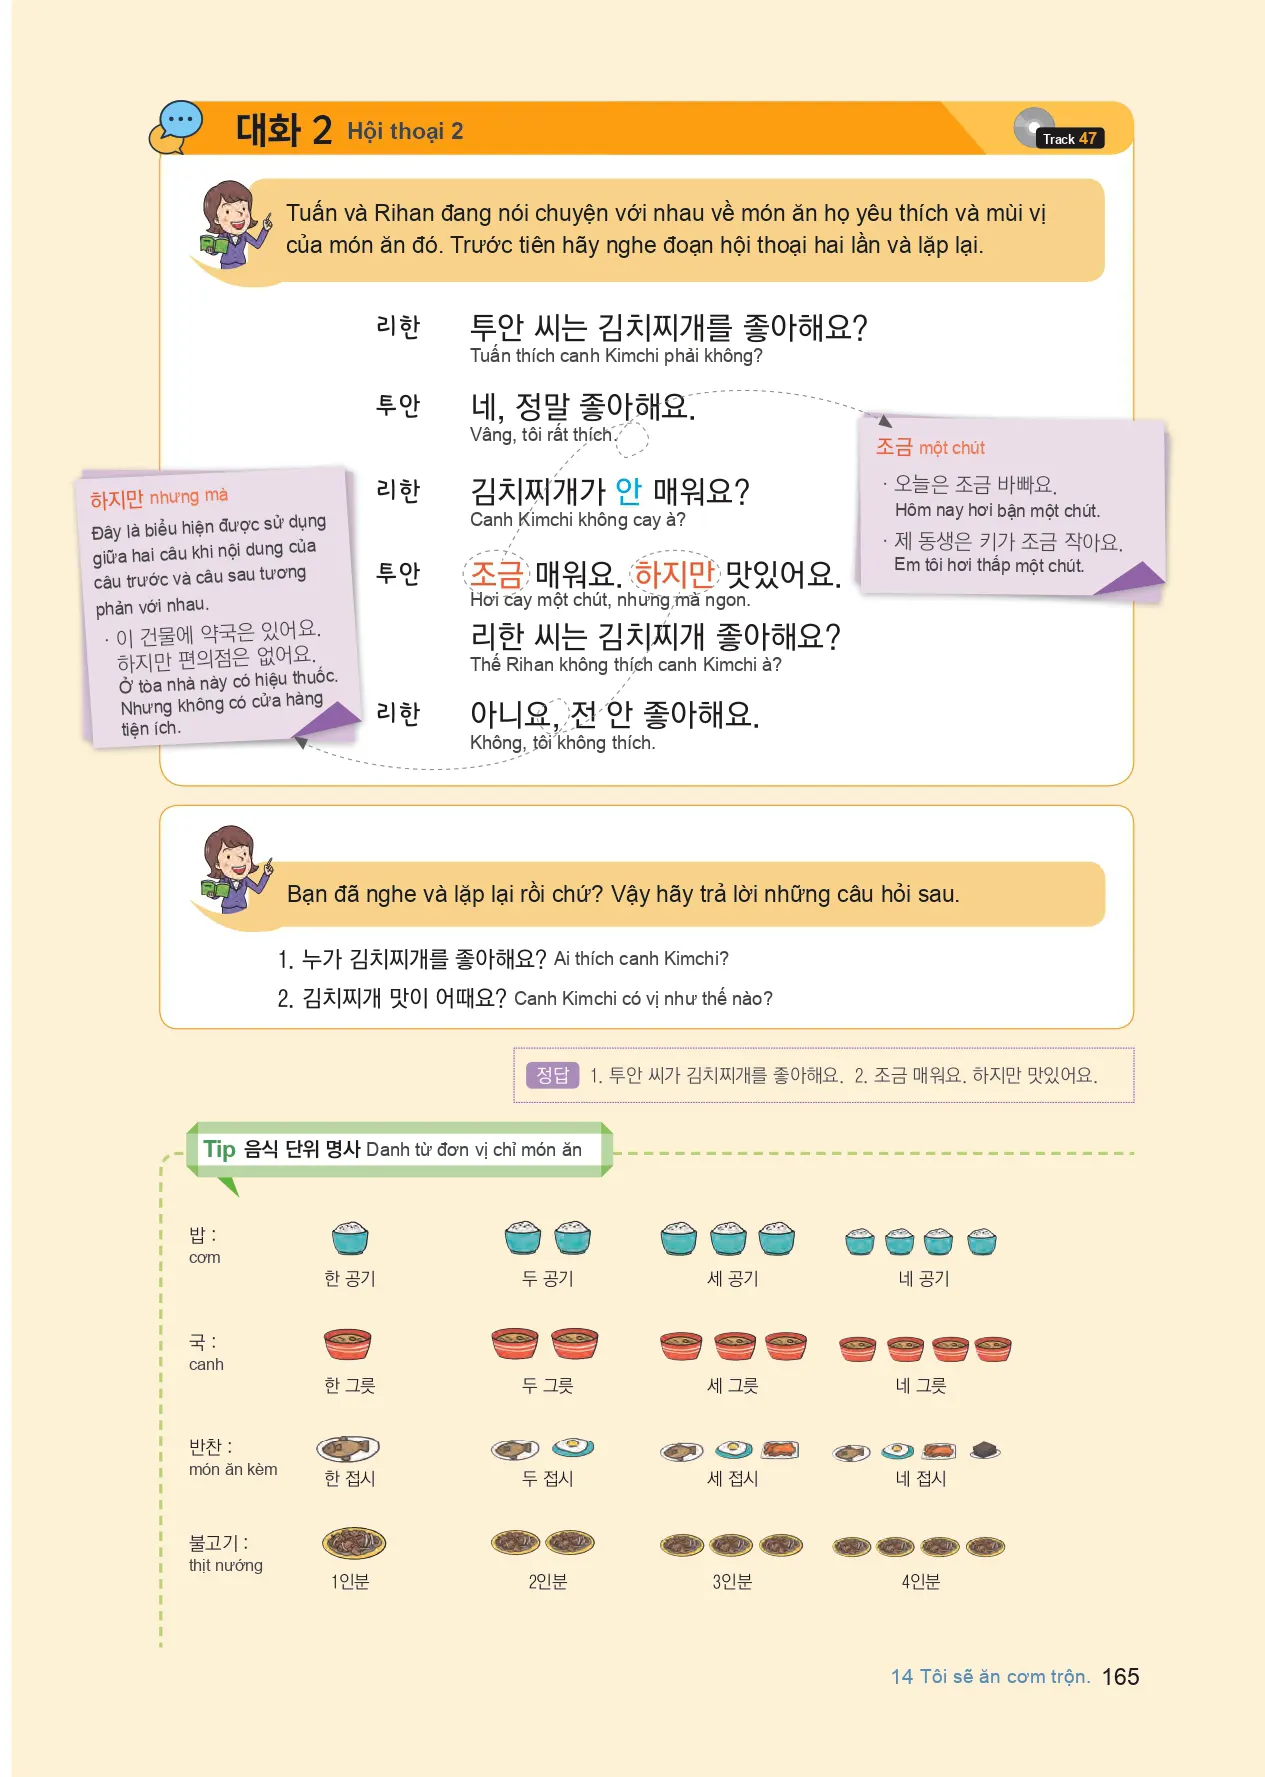 대화 2 Hội thoại 2
Track 47
Tuấn và Rihan đang nói chuyện với nhau về món ăn họ yêu thích và mùi vị
của món ăn đó. Trước tiên hãy nghe đoạn hội thoại hai lần và lặp lại.
리한 투안 씨는 김치찌개를 좋아해요?
Tuấn thích canh Kimchi phải không?
투안 네, 정말 좋아해요.
Vâng, tôi rất thích.
리한 김치찌개가 안 매워요?
Canh Kimchi không cay à?
투안 조금 매워요. 하지만 맛있어요.
Hơi cay một chút, nhưng mà ngon.
리한 씨는 김치찌개 좋아해요?
Thế Rihan không thích canh Kimchi à?
리한 아니요, 전 안 좋아해요.
Không, tôi không thích.
조금 một chút
· 오늘은 조금 바빠요.
Hôm nay hơi bận một chút.
· 제 동생은 키가 조금 작아요.
Em tôi hơi thấp một chút.
하지만 nhưng mà
Đây là biểu hiện được sử dụng
giữa hai câu khi nội dung của
câu trước và câu sau tương
phản với nhau.
· 이 건물에 약국은 있어요.
하지만 편의점은 없어요.
Ở tòa nhà này có hiệu thuốc.
Nhưng không có cửa hàng
tiện ích.
Bạn đã nghe và lặp lại rồi chứ? Vậy hãy trả lời những câu hỏi sau.
1. 누가 김치찌개를 좋아해요? Ai thích canh Kimchi?
2. 김치찌개 맛이 어때요? Canh Kimchi có vị như thế nào?
정답 1. 투안 씨가 김치찌개를 좋아해요. 2. 조금 매워요. 하지만 맛있어요.
Tip 음식 단위 명사 Danh từ đơn vị chỉ món ăn
밥 :
cơm
한 공기 두 공기 세 공기 네 공기
국 :
canh
한 그릇 두 그릇 세 그릇 네 그릇
반찬 :
món ăn kèm
한 접시 두 접시 세 접시 네 접시
불고기 :
thịt nướng
1인분 2인분 3인분 4인분
14 Tôi sẽ ăn cơm trộn. 165